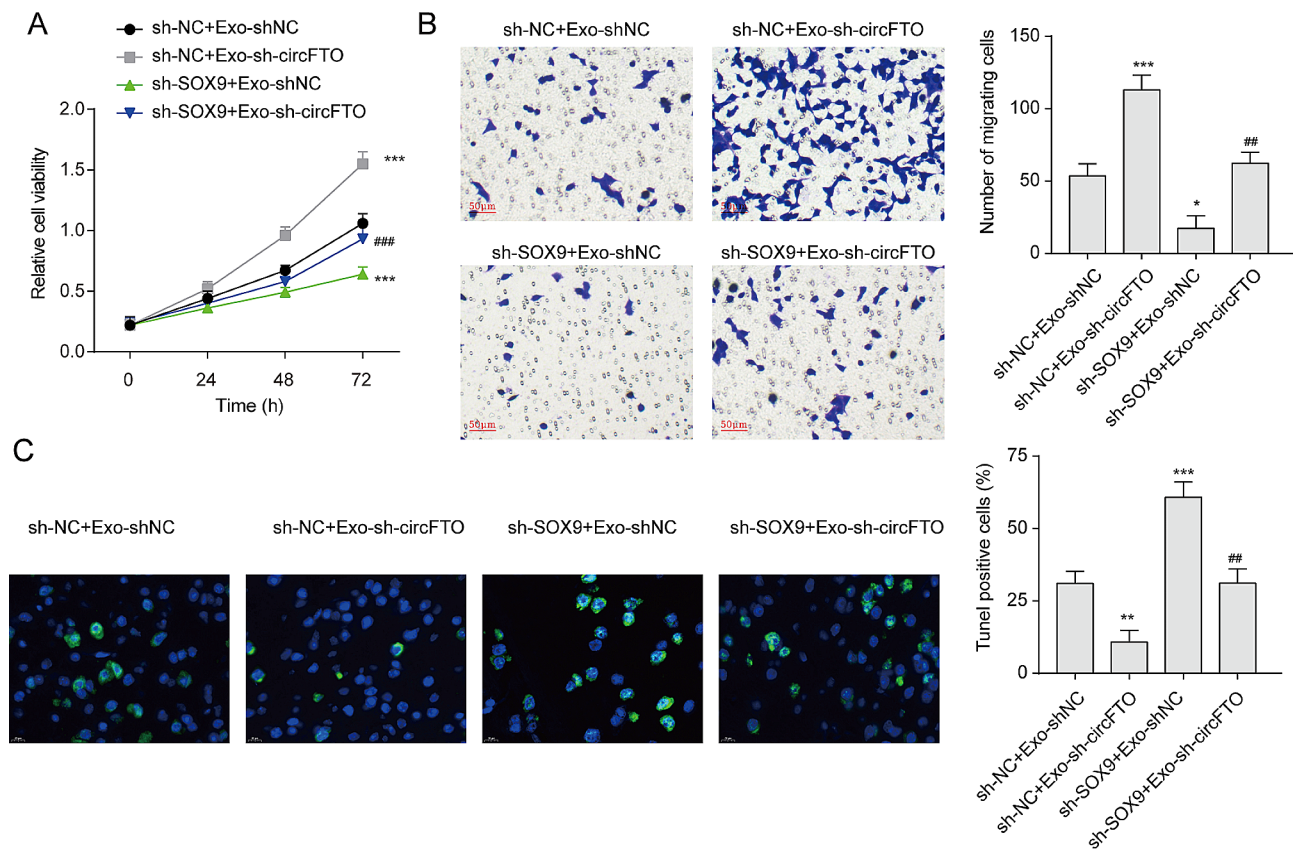 A
sh-NC+Exo-shNC
sh-NC+Exo-sh-circFTO
sh-SOX9+Exo-shNC
sh-SOX9+Exo-sh-circFTO
Relative cell viability
2.0
1.5
1.0
0.5
0.0
***
###
***
0 24 48 72
Time (h)
B
sh-NC+Exo-shNC
sh-NC+Exo-sh-circFTO
50μm
50μm
sh-SOX9+Exo-shNC
sh-SOX9+Exo-sh-circFTO
50μm
50μm
Number of migrating cells
150
100
50
0
***
*
##
sh-NC+Exo-shNC
sh-NC+Exo-sh-circFTO
sh-SOX9+Exo-shNC
sh-SOX9+Exo-sh-circFTO
C
sh-NC+Exo-shNC
sh-NC+Exo-sh-circFTO
sh-SOX9+Exo-shNC
sh-SOX9+Exo-sh-circFTO
Tunel positive cells (%)
75
50
25
0
**
***
##
sh-NC+Exo-shNC
sh-NC+Exo-sh-circFTO
sh-SOX9+Exo-shNC
sh-SOX9+Exo-sh-circFTO